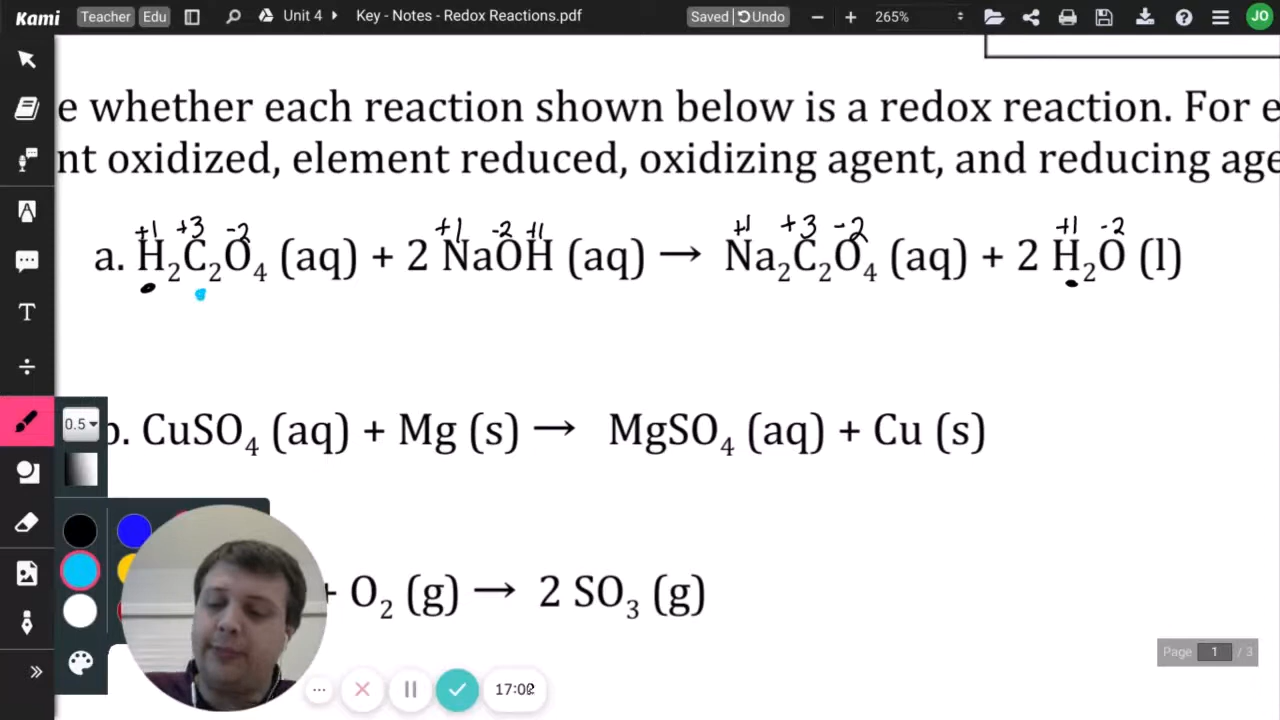 Kami Teacher Edu Unit 4 Key - Notes - Redox Reactions.pdf Saved Undo 265% JO
e whether each reaction shown below is a redox reaction. For e
nt oxidized, element reduced, oxidizing agent, and reducing age
+1 +3 -2 +1 -2 +1 +1 +3 -2 +1 -2
a. H₂C₂O₄ (aq) + 2 NaOH (aq) → Na₂C₂O₄ (aq) + 2 H₂O (l)
0.5
b. CuSO₄ (aq) + Mg (s) → MgSO₄ (aq) + Cu (s)
+ O₂ (g) → 2 SO₃ (g)
Page 1 / 3
17:02